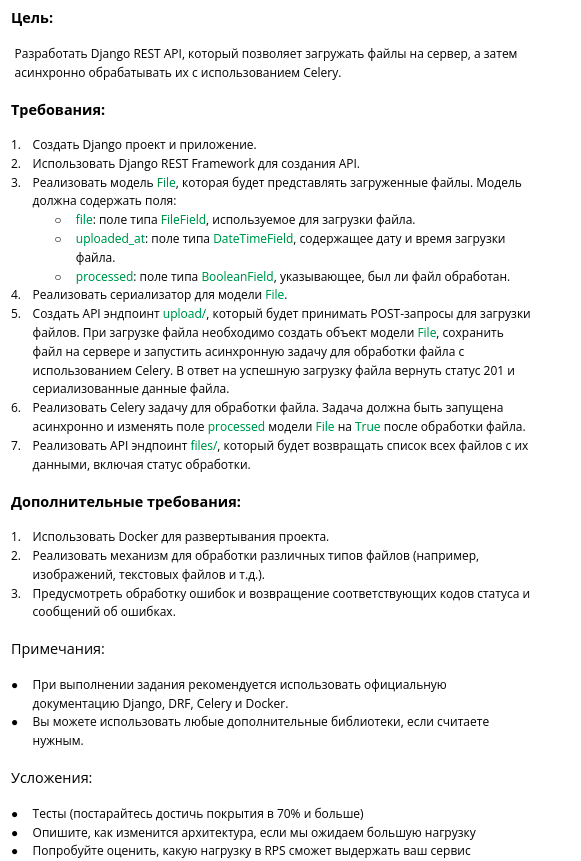 Цель:
Разработать Django REST API, который позволяет загружать файлы на сервер, а затем
асинхронно обрабатывать их с использованием Celery.
Требования:
1. Создать Django проект и приложение.
2. Использовать Django REST Framework для создания API.
3. Реализовать модель File, которая будет представлять загруженные файлы. Модель
должна содержать поля:
○ file: поле типа FileField, используемое для загрузки файла.
○ uploaded_at: поле типа DateTimeField, содержащее дату и время загрузки
файла.
○ processed: поле типа BooleanField, указывающее, был ли файл обработан.
4. Реализовать сериализатор для модели File.
5. Создать API эндпоинт upload/, который будет принимать POST-запросы для загрузки
файлов. При загрузке файла необходимо создать объект модели File, сохранить
файл на сервере и запустить асинхронную задачу для обработки файла с
использованием Celery. В ответ на успешную загрузку файла вернуть статус 201 и
сериализованные данные файла.
6. Реализовать Celery задачу для обработки файла. Задача должна быть запущена
асинхронно и изменять поле processed модели File на True после обработки файла.
7. Реализовать API эндпоинт files/, который будет возвращать список всех файлов с их
данными, включая статус обработки.
Дополнительные требования:
1. Использовать Docker для развертывания проекта.
2. Реализовать механизм для обработки различных типов файлов (например,
изображений, текстовых файлов и т.д.).
3. Предусмотреть обработку ошибок и возвращение соответствующих кодов статуса и
сообщений об ошибках.
Примечания:
● При выполнении задания рекомендуется использовать официальную
документацию Django, DRF, Celery и Docker.
● Вы можете использовать любые дополнительные библиотеки, если считаете
нужным.
Усложения:
● Тесты (постарайтесь достичь покрытия в 70% и больше)
● Опишите, как изменится архитектура, если мы ожидаем большую нагрузку
● Попробуйте оценить, какую нагрузку в RPS сможет выдержать ваш сервис